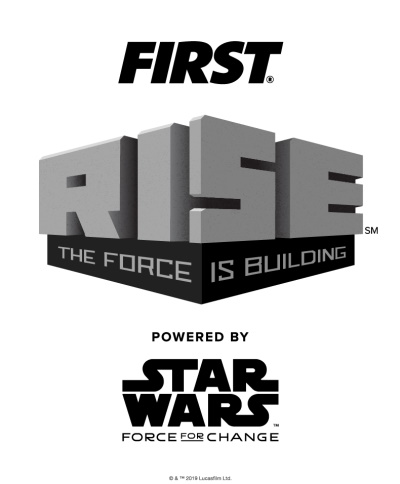 FIRST®
RISE℠
THE FORCE IS BUILDING
POWERED BY
STAR
WARS™
FORCE FOR CHANGE
© & ™ 2019 Lucasfilm Ltd.